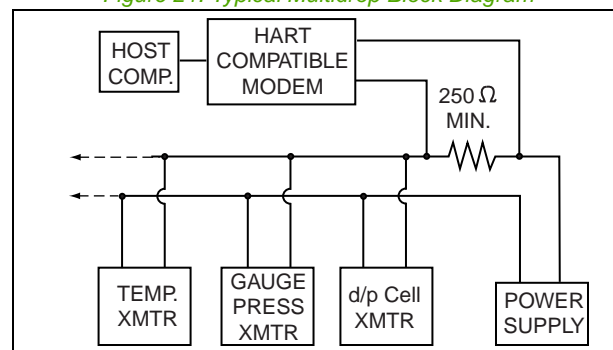 Figure 21. Typical Multidrop Block Diagram
HOST
COMP.
HART
COMPATIBLE
MODEM
250 Ω
MIN.
TEMP.
XMTR
GAUGE
PRESS
XMTR
d/p Cell
XMTR
POWER
SUPPLY